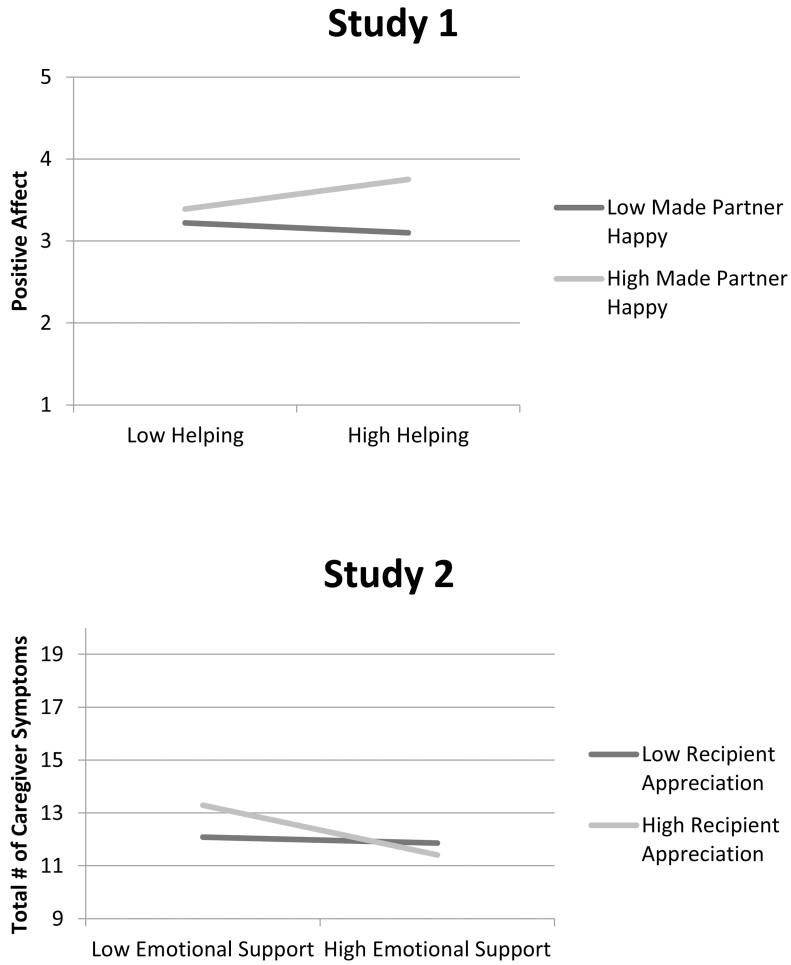 Study 1
5
4
3
2
1
Positive Affect
Low Helping
High Helping
Low Made Partner
Happy
High Made Partner
Happy
Study 2
19
17
15
13
11
9
Total # of Caregiver Symptoms
Low Emotional Support
High Emotional Support
Low Recipient
Appreciation
High Recipient
Appreciation